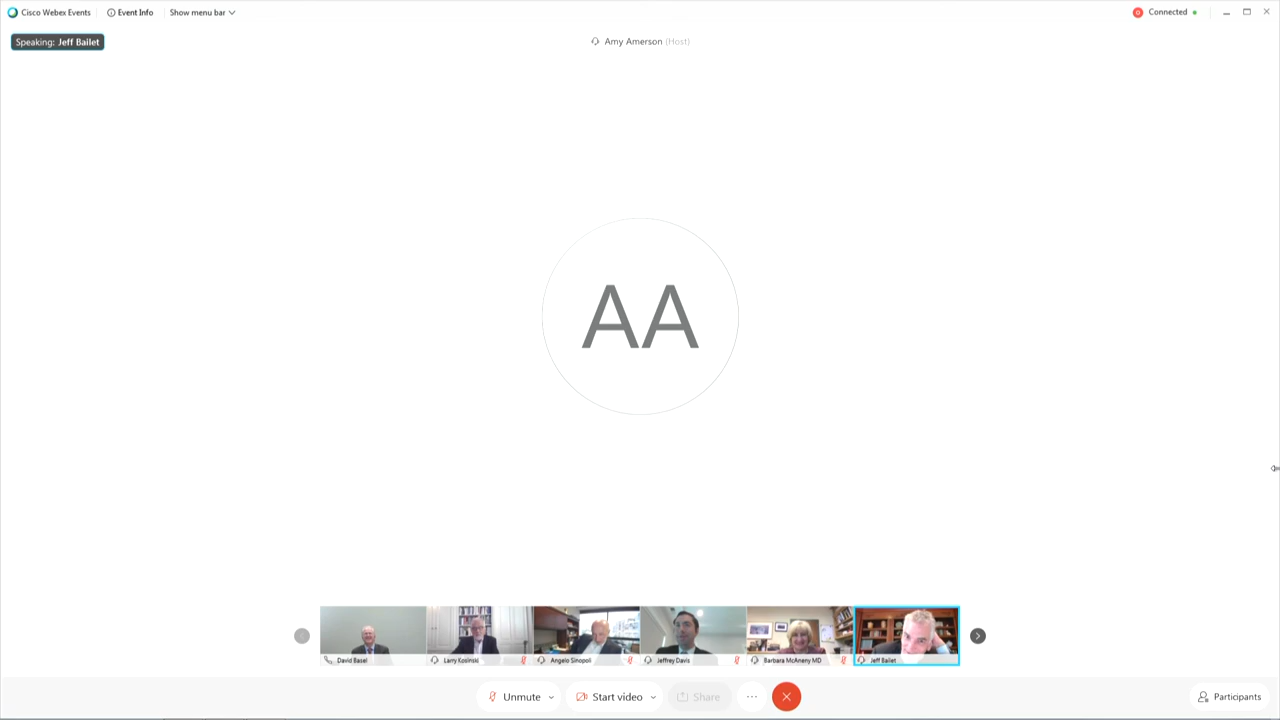 Cisco Webex Events
Event Info
Show menu bar
Connected
Speaking: Jeff Bailet
Amy Amerson (Host)
AA
David Basel
Larry Kosinski
Angelo Sinopoli
Jeffrey Davis
Barbara McAneny MD
Jeff Bailet
Unmute
Start video
Share
Participants